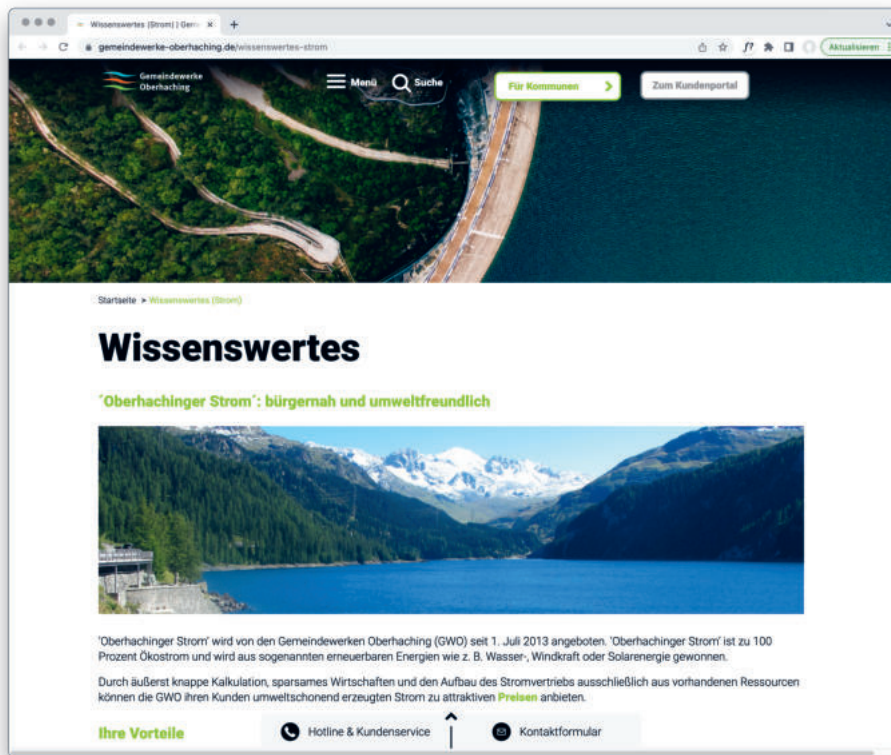 Wissenswertes (Strom) | Gem
gemeindewerke-oberhaching.de/wissenswertes-strom
f?
Aktualisieren
Gemeindewerke
Oberhaching
Menü
Suche
Für Kommunen
Zum Kundenportal
Startseite > Wissenswertes (Strom)
Wissenswertes
´Oberhachinger Strom´: bürgernah und umweltfreundlich
'Oberhachinger Strom' wird von den Gemeindewerken Oberhaching (GWO) seit 1. Juli 2013 angeboten. 'Oberhachinger Strom' ist zu 100
Prozent Ökostrom und wird aus sogenannten erneuerbaren Energien wie z. B. Wasser-, Windkraft oder Solarenergie gewonnen.
Durch äußerst knappe Kalkulation, sparsames Wirtschaften und den Aufbau des Stromvertriebs ausschließlich aus vorhandenen Ressourcen
können die GWO ihren Kunden umweltschonend erzeugten Strom zu attraktiven Preisen anbieten.
Ihre Vorteile
Hotline & Kundenservice
Kontaktformular